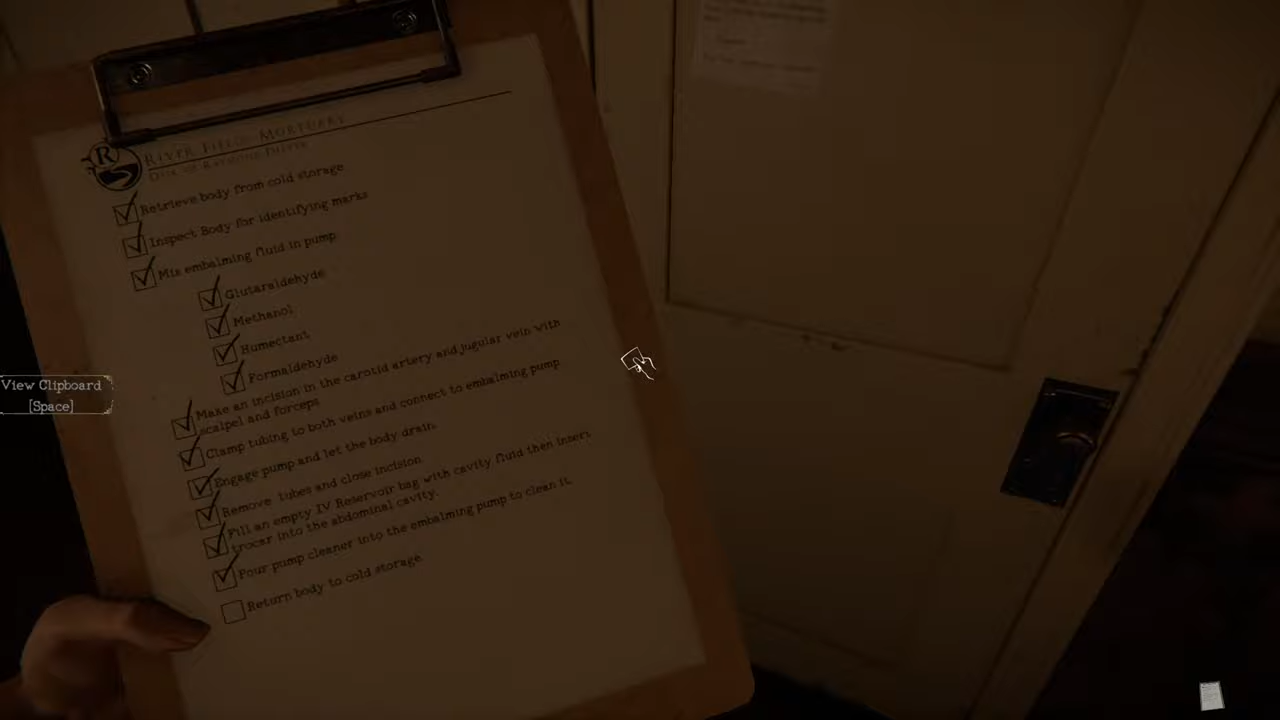 RIVER FIELDS MORTUARY
DESK OF RAYMOND DELVER
Retrieve body from cold storage
Inspect Body for identifying marks
Mix embalming fluid in pump
Glutaraldehyde
Methanol
Humectant
Formaldehyde
Make an incision in the carotid artery and jugular vein with
scalpel and forceps
Clamp tubing to both veins and connect to embalming pump
Engage pump and let the body drain.
Remove tubes and close incision.
Fill an empty IV Reservoir bag with cavity fluid then insert
trocar into the abdominal cavity.
Pour pump cleaner into the embalming pump to clean it.
Return body to cold storage
View Clipboard
[Space]